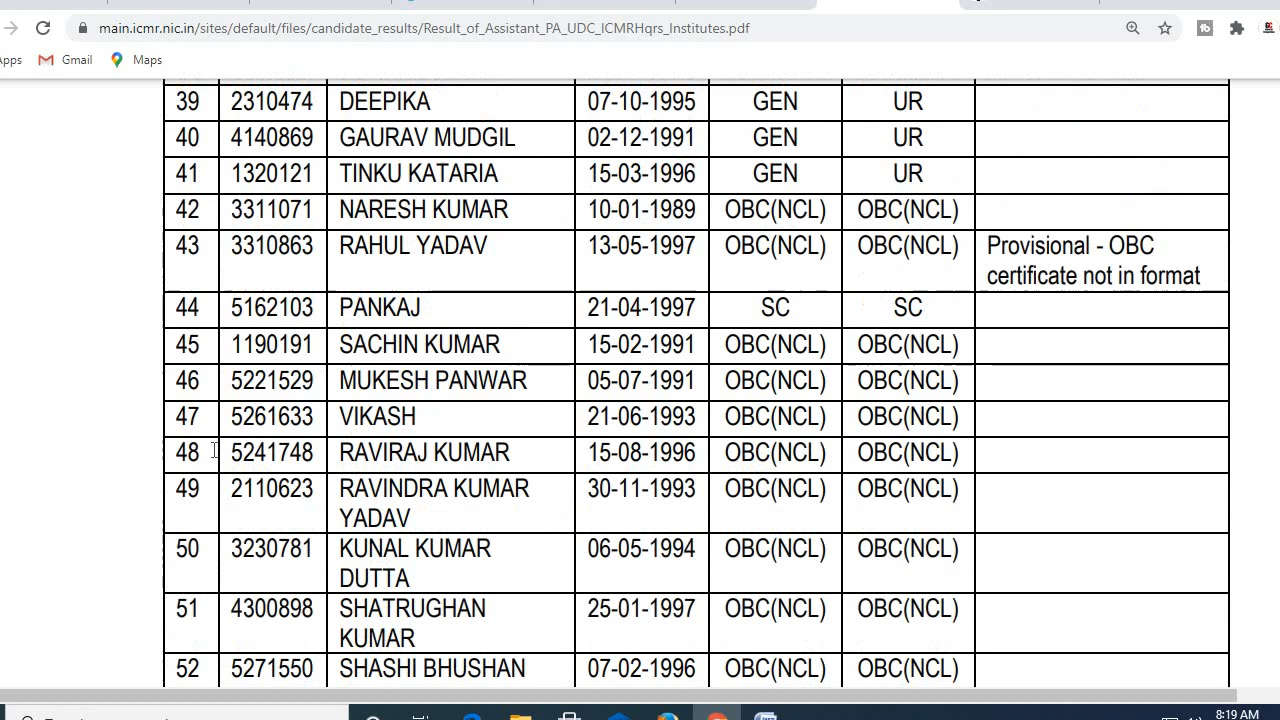 main.icmr.nic.in/sites/default/files/candidate_results/Result_of_Assistant_PA_UDC_ICMRHqrs_Institutes.pdf
Apps Gmail Maps
39 2310474 DEEPIKA 07-10-1995 GEN UR
40 4140869 GAURAV MUDGIL 02-12-1991 GEN UR
41 1320121 TINKU KATARIA 15-03-1996 GEN UR
42 3311071 NARESH KUMAR 10-01-1989 OBC(NCL) OBC(NCL)
43 3310863 RAHUL YADAV 13-05-1997 OBC(NCL) OBC(NCL) Provisional - OBC
certificate not in format
44 5162103 PANKAJ 21-04-1997 SC SC
45 1190191 SACHIN KUMAR 15-02-1991 OBC(NCL) OBC(NCL)
46 5221529 MUKESH PANWAR 05-07-1991 OBC(NCL) OBC(NCL)
47 5261633 VIKASH 21-06-1993 OBC(NCL) OBC(NCL)
48 5241748 RAVIRAJ KUMAR 15-08-1996 OBC(NCL) OBC(NCL)
49 2110623 RAVINDRA KUMAR 30-11-1993 OBC(NCL) OBC(NCL)
YADAV
50 3230781 KUNAL KUMAR 06-05-1994 OBC(NCL) OBC(NCL)
DUTTA
51 4300898 SHATRUGHAN 25-01-1997 OBC(NCL) OBC(NCL)
KUMAR
52 5271550 SHASHI BHUSHAN 07-02-1996 OBC(NCL) OBC(NCL)
8:19 AM